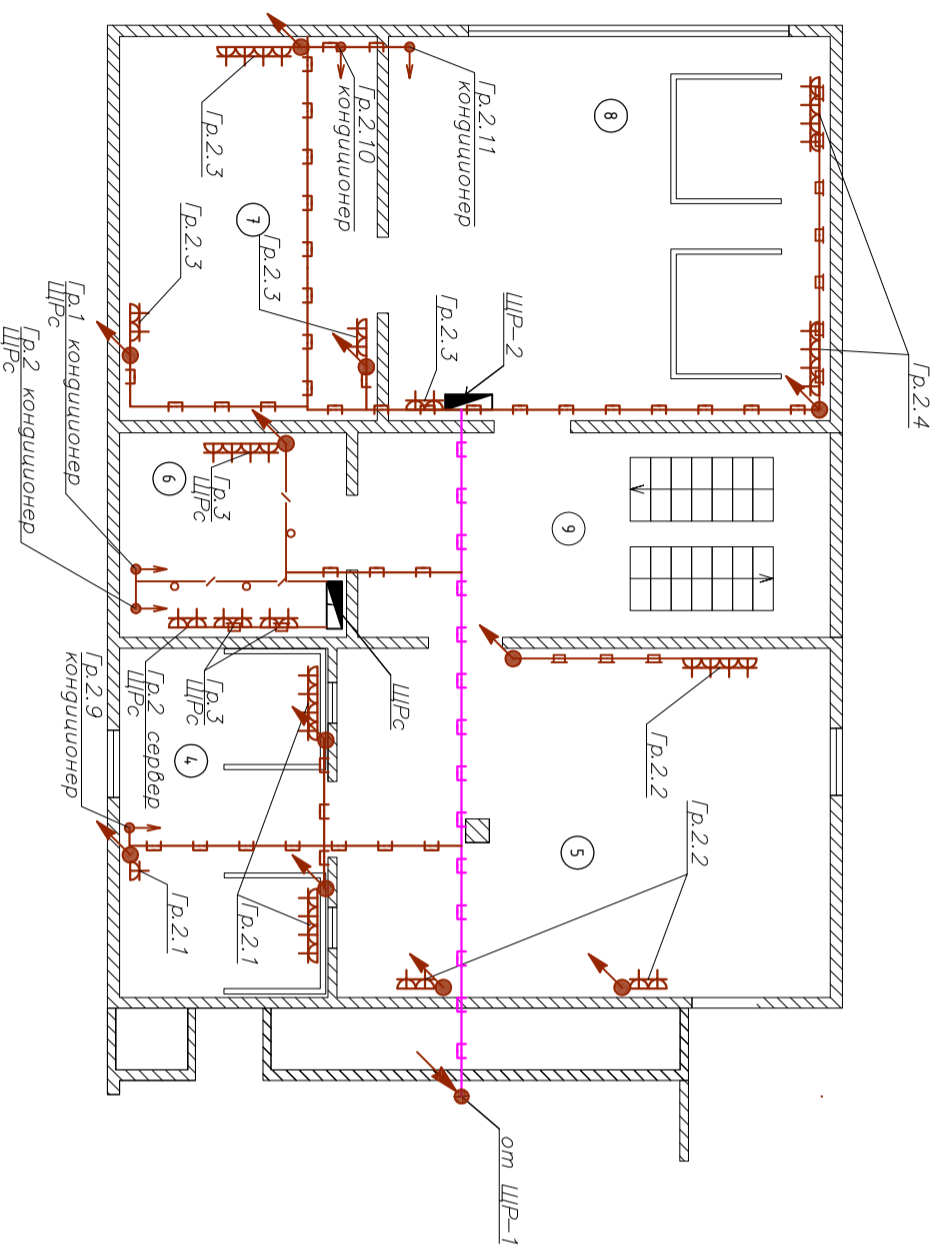 Гр.2.4
Гр.2.11
кондиционер
Гр.2.10
кондиционер
8
Гр.2.3
Гр.2.3
7
Гр.2.3
Гр.2.3
ЩР-2
Гр.1 кондиционер
ЩРс
Гр.2 кондиционер
ЩРс
6
Гр.3
ЩРс
9
Гр.2.9
кондиционер
Гр.2 сервер
ЩРс
Гр.3
ЩРс
ЩРс
4
Гр.2.2
Гр.2.2
5
Гр.2.1
Гр.2.1
от ЩР-1